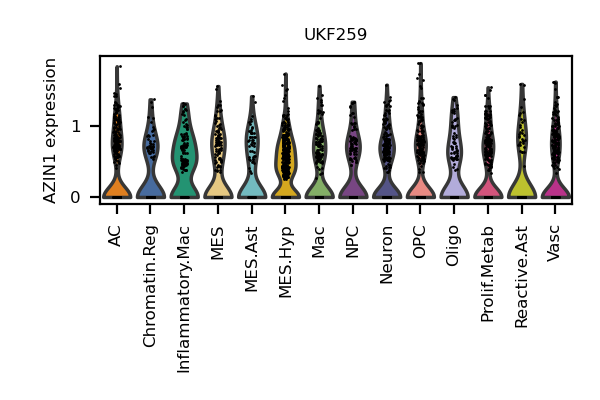 UKF259
AZIN1 expression
1
0
AC
Chromatin.Reg
Inflammatory.Mac
MES
MES.Ast
MES.Hyp
Mac
NPC
Neuron
OPC
Oligo
Prolif.Metab
Reactive.Ast
Vasc